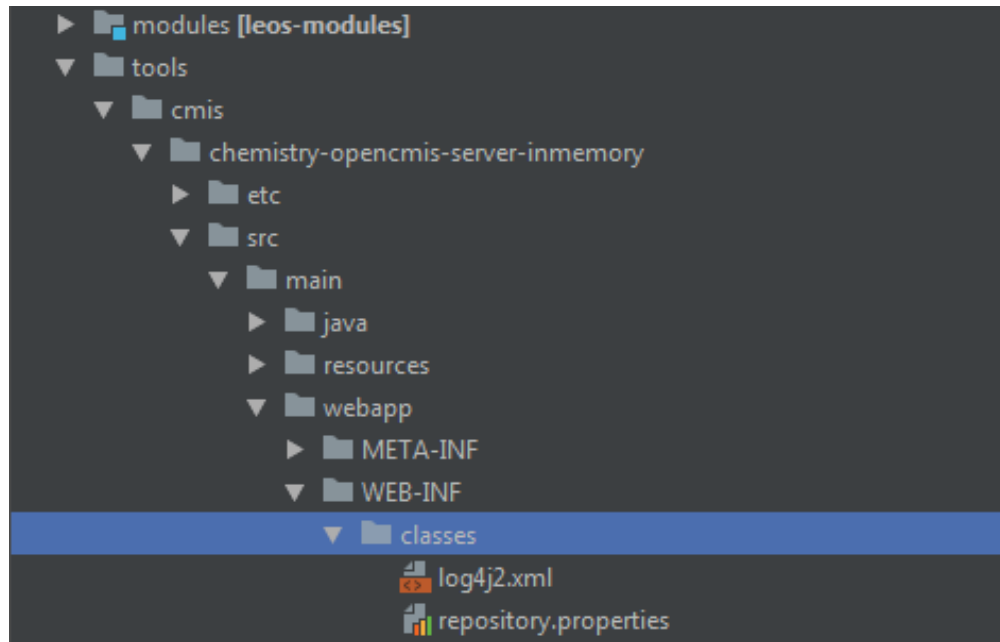 modules [leos-modules]
tools
cmis
chemistry-opencmis-server-inmemory
etc
src
main
java
resources
webapp
META-INF
WEB-INF
classes
log4j2.xml
repository.properties